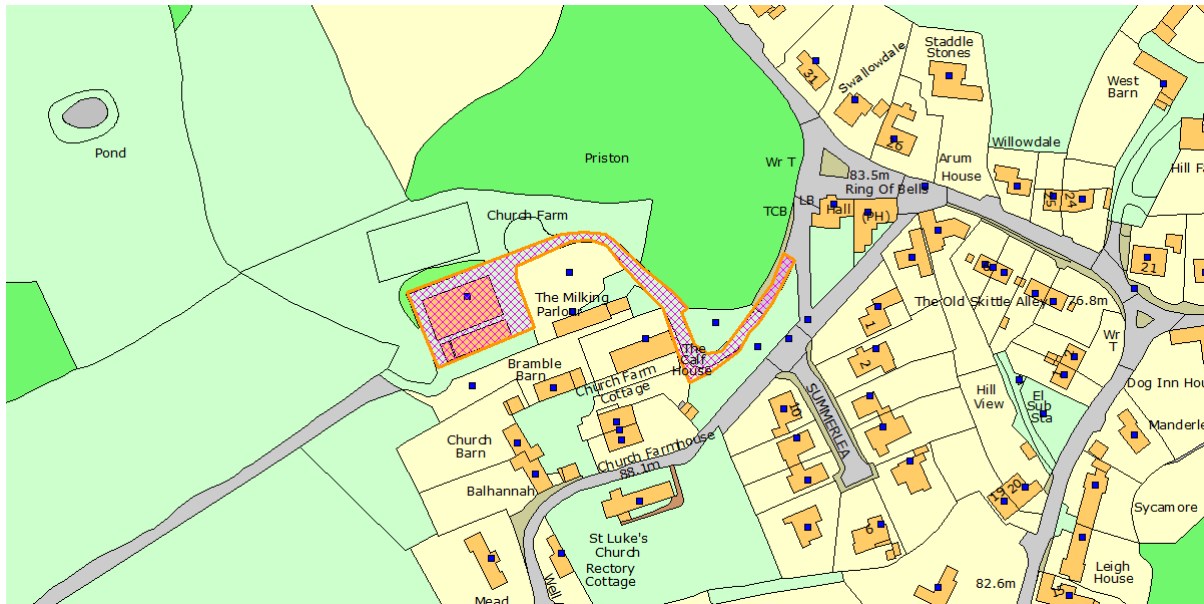 Staddle
Stones
31
Swallowdale
West
Barn
Pond
Priston
26
Willowdale
Wr T
Arum
House
83.5m
Ring Of Bells
Hill Fa
LB
Hall
(PH)
TCB
25
24
Church Farm
21
The Milking
Parlour
The Old Skittle Alley
76.8m
1
Wr
T
The
Calf
House
2
Bramble
Barn
Church Farm
Cottage
Hill
View
El
Sub
Sta
Dog Inn Hou
10
SUMMERLEA
Manderle
Church
Barn
Church Farmhouse
88.1m
Balhannah
19
20
Sycamore
6
St Luke's
Church
Rectory
Cottage
Well
Mead
82.6m
Leigh
House
15